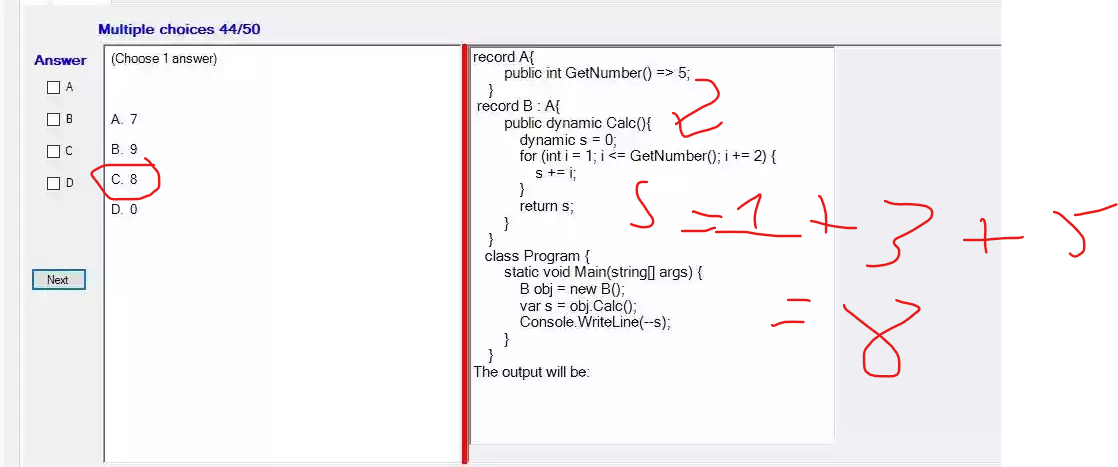 Multiple choices 44/50
Answer
(Choose 1 answer)
A
B
C
D
A. 7
B. 9
C. 8
D. 0
Next
record A{
public int GetNumber() => 5;
}
record B : A{
public dynamic Calc(){
dynamic s = 0;
for (int i = 1; i <= GetNumber(); i += 2) {
s += i;
}
return s;
}
}
class Program {
static void Main(string[] args) {
B obj = new B();
var s = obj.Calc();
Console.WriteLine(--s);
}
}
The output will be:
2
S = 1 + 3 + 5
= 8